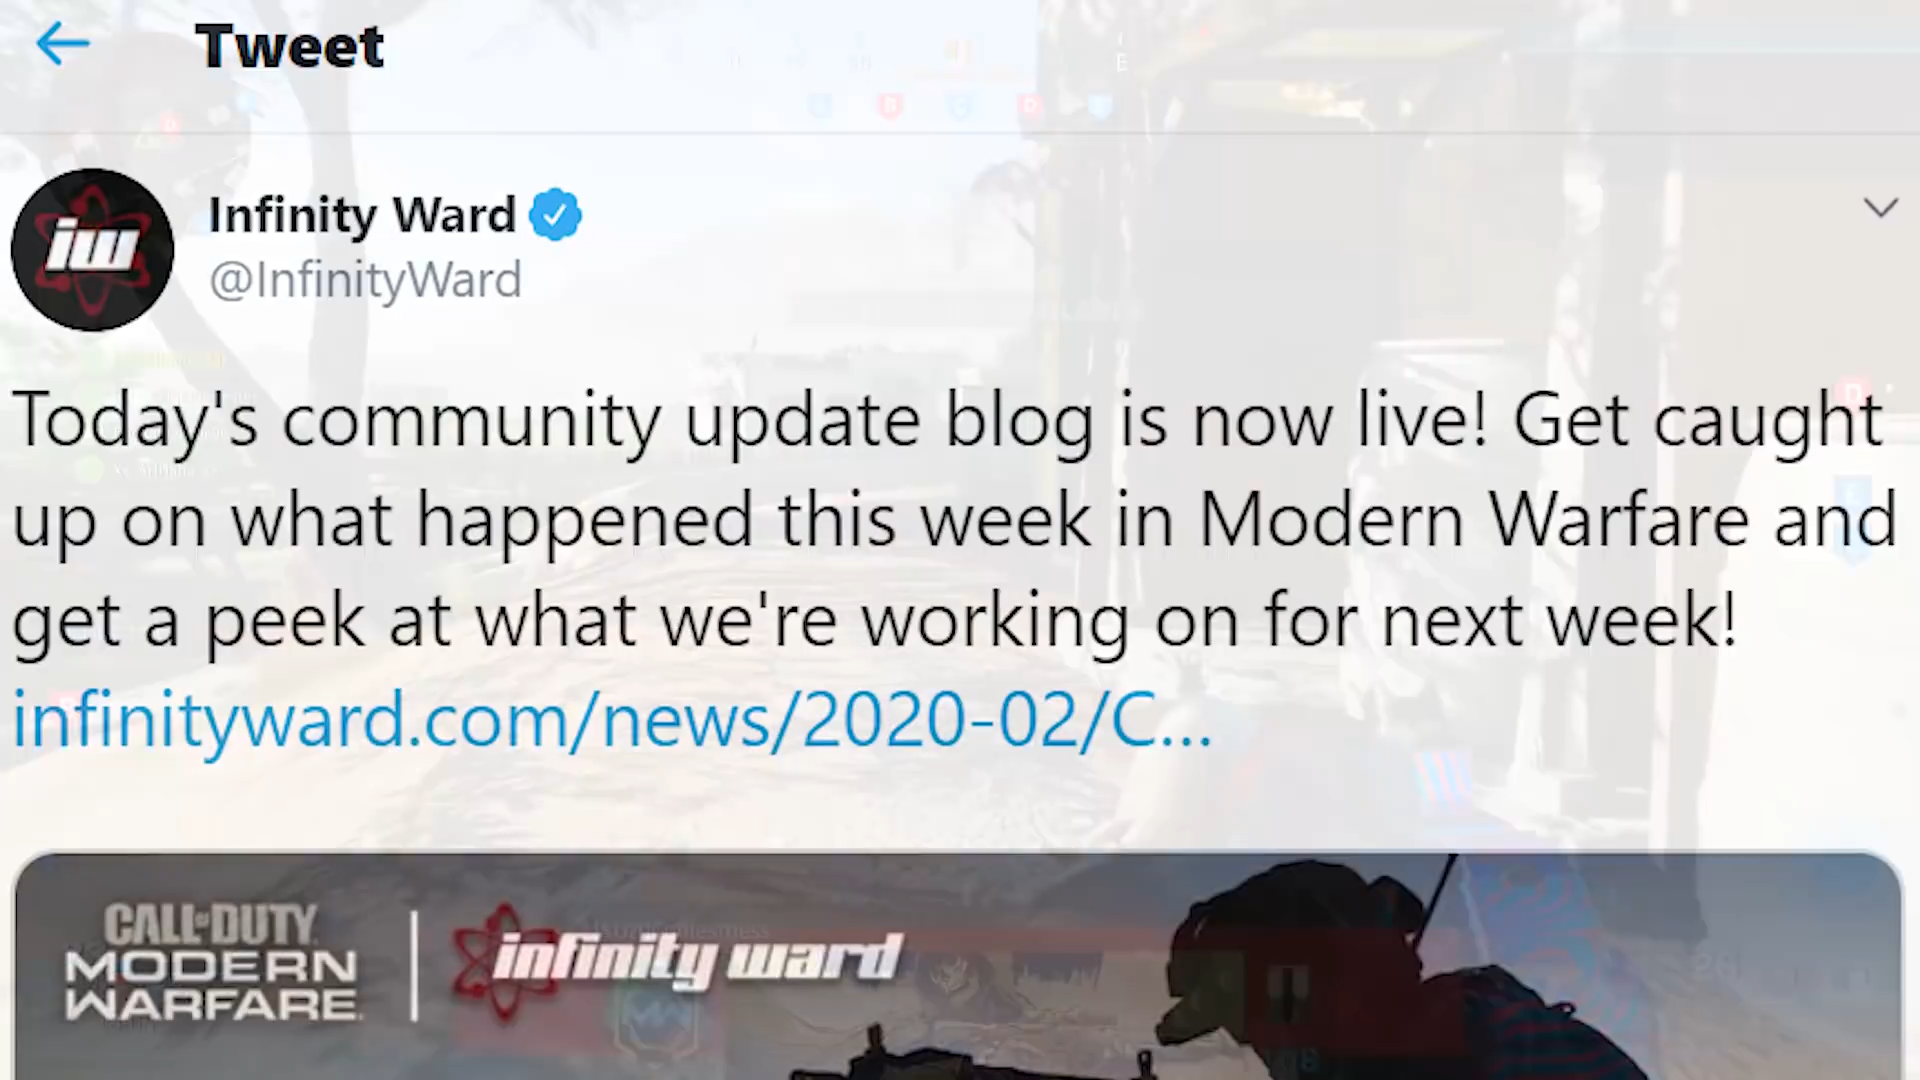 Tweet
Infinity Ward
@InfinityWard
Today's community update blog is now live! Get caught
up on what happened this week in Modern Warfare and
get a peek at what we're working on for next week!
infinityward.com/news/2020-02/C...
CALL OF DUTY
MODERN
WARFARE
infinity ward